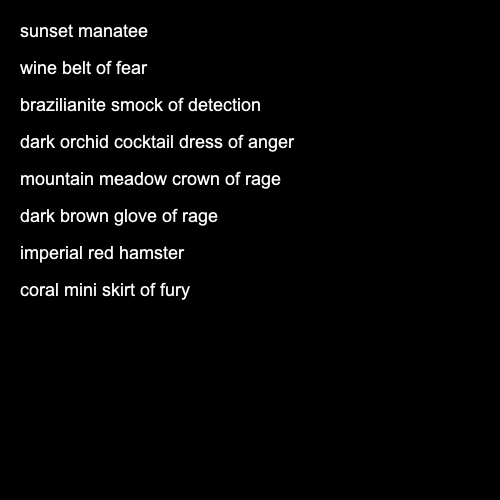 sunset manatee
wine belt of fear
brazilianite smock of detection
dark orchid cocktail dress of anger
mountain meadow crown of rage
dark brown glove of rage
imperial red hamster
coral mini skirt of fury